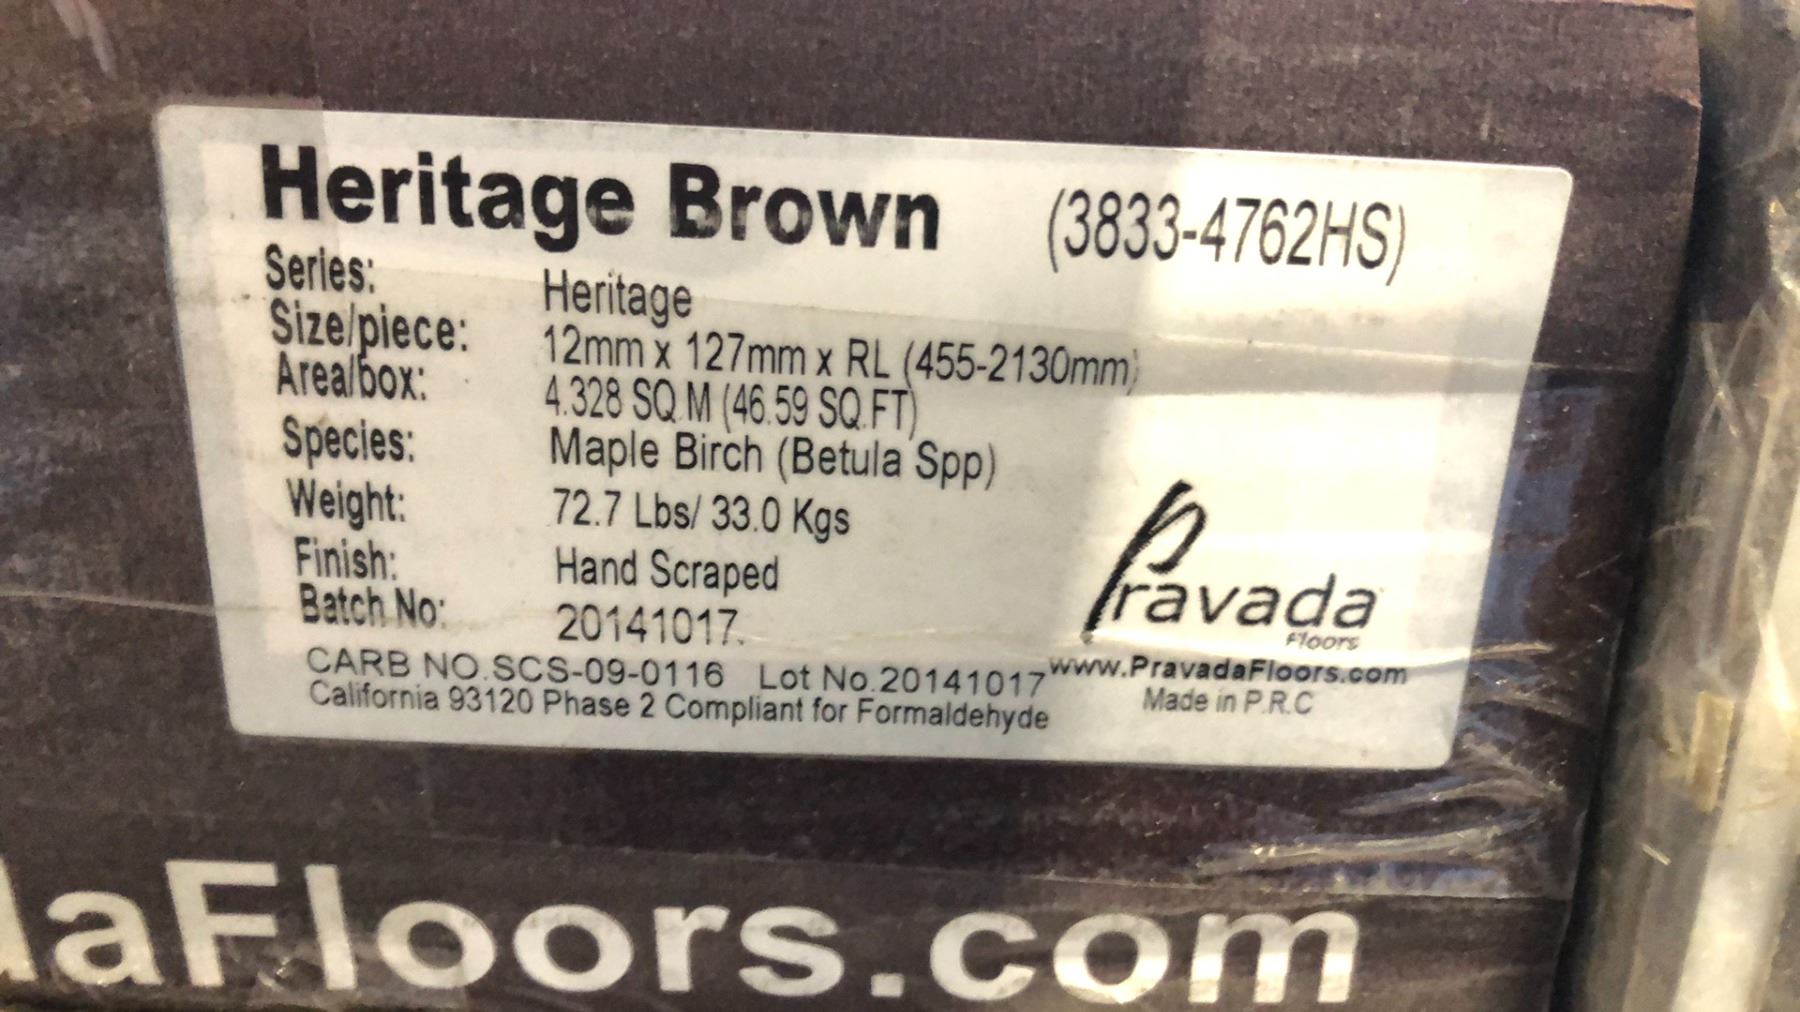 Heritage Brown (3833-4762HS)
Series: Heritage
Size/piece: 12mm x 127mm x RL (455-2130mm)
Area/box: 4.328 SQ.M (46.59 SQ.FT)
Species: Maple Birch (Betula Spp)
Weight: 72.7 Lbs/ 33.0 Kgs
Finish: Hand Scraped
Batch No: 20141017.
Pravada
Floors
CARB NO.SCS-09-0116 Lot No.20141017 www.PravadaFloors.com
California 93120 Phase 2 Compliant for Formaldehyde Made in P.R.C
daFloors.com